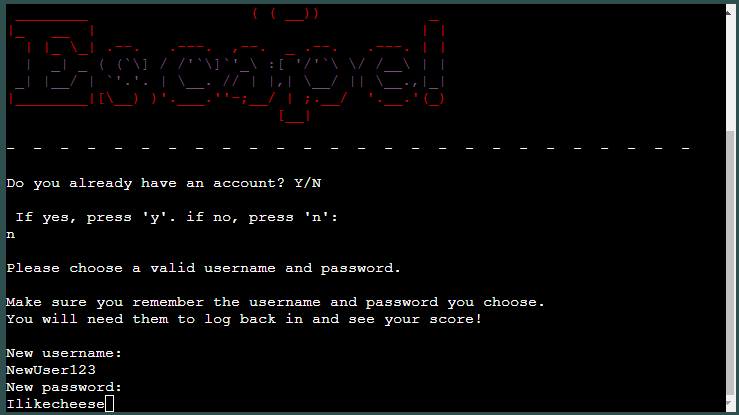 Escape!
Do you already have an account? Y/N
If yes, press 'y'. if no, press 'n':
n
Please choose a valid username and password.
Make sure you remember the username and password you choose.
You will need them to log back in and see your score!
New username:
NewUser123
New password:
Ilikecheese